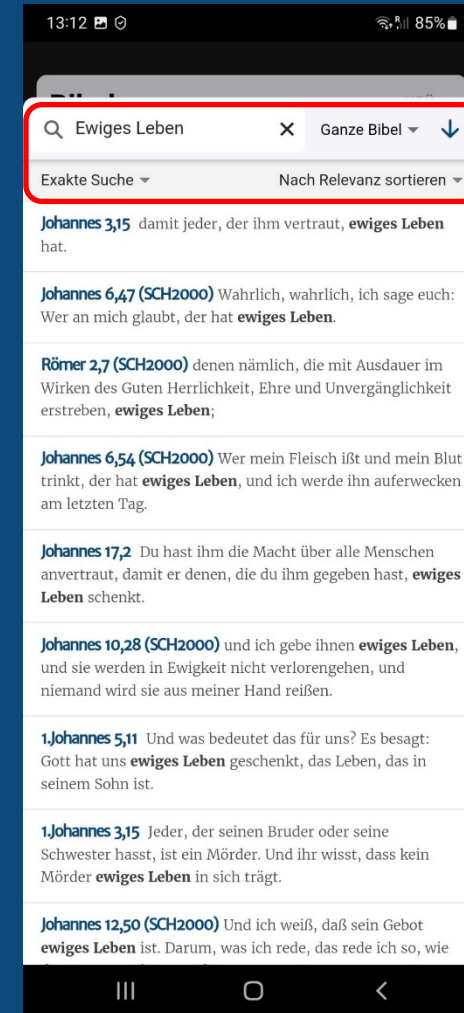 13:12 85%
Ewiges Leben Ganze Bibel
Exakte Suche Nach Relevanz sortieren
Johannes 3,15 damit jeder, der ihm vertraut, ewiges Leben
hat.
Johannes 6,47 (SCH2000) Wahrlich, wahrlich, ich sage euch:
Wer an mich glaubt, der hat ewiges Leben.
Römer 2,7 (SCH2000) denen nämlich, die mit Ausdauer im
Wirken des Guten Herrlichkeit, Ehre und Unvergänglichkeit
erstreben, ewiges Leben;
Johannes 6,54 (SCH2000) Wer mein Fleisch ißt und mein Blut
trinkt, der hat ewiges Leben, und ich werde ihn auferwecken
am letzten Tag.
Johannes 17,2 Du hast ihm die Macht über alle Menschen
anvertraut, damit er denen, die du ihm gegeben hast, ewiges
Leben schenkt.
Johannes 10,28 (SCH2000) und ich gebe ihnen ewiges Leben,
und sie werden in Ewigkeit nicht verlorengehen, und
niemand wird sie aus meiner Hand reißen.
1.Johannes 5,11 Und was bedeutet das für uns? Es besagt:
Gott hat uns ewiges Leben geschenkt, das Leben, das in
seinem Sohn ist.
1.Johannes 3,15 Jeder, der seinen Bruder oder seine
Schwester hasst, ist ein Mörder. Und ihr wisst, dass kein
Mörder ewiges Leben in sich trägt.
Johannes 12,50 (SCH2000) Und ich weiß, daß sein Gebot
ewiges Leben ist. Darum, was ich rede, das rede ich so, wie